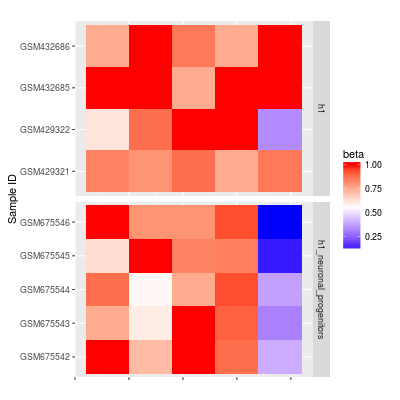 Sample ID
GSM432686
GSM432685
GSM429322
GSM429321
h1
GSM675546
GSM675545
GSM675544
GSM675543
GSM675542
h1_neuronal_progenitors
beta
1.00
0.75
0.50
0.25